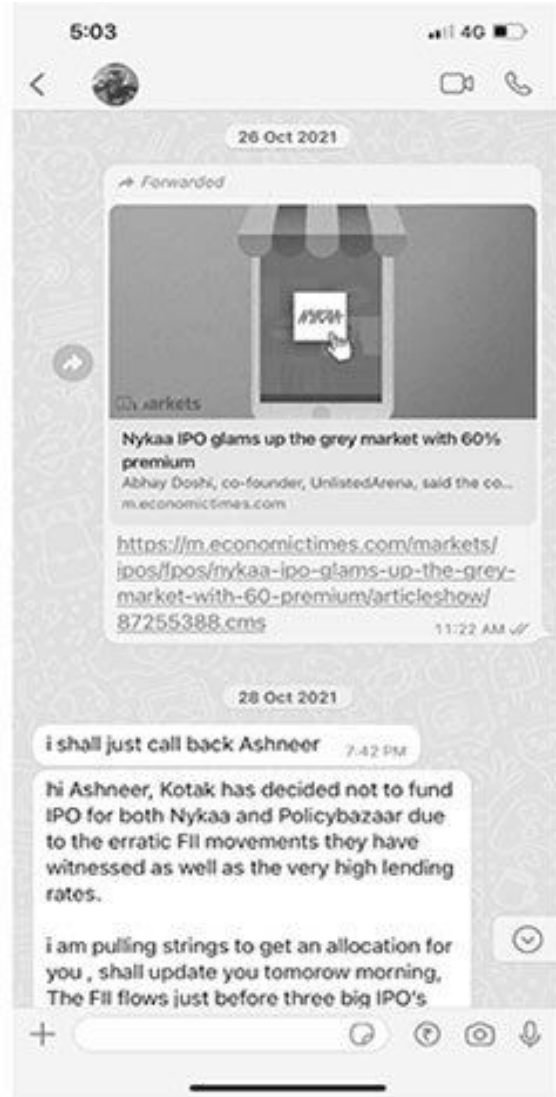 5:03
4G
26 Oct 2021
Forwarded
NYKAA
markets
Nykaa IPO glams up the grey market with 60%
premium
Abhay Doshi, co-founder, UnlistedArena, said the co...
m.economictimes.com
https://m.economictimes.com/markets/
ipos/fpos/nykaa-ipo-glams-up-the-grey-
market-with-60-premium/articleshow/
87255388.cms
11:22 AM
28 Oct 2021
i shall just call back Ashneer 7:42 PM
hi Ashneer, Kotak has decided not to fund
IPO for both Nykaa and Policybazaar due
to the erratic FII movements they have
witnessed as well as the very high lending
rates.
i am pulling strings to get an allocation for
you , shall update you tomorow morning,
The FII flows just before three big IPO's